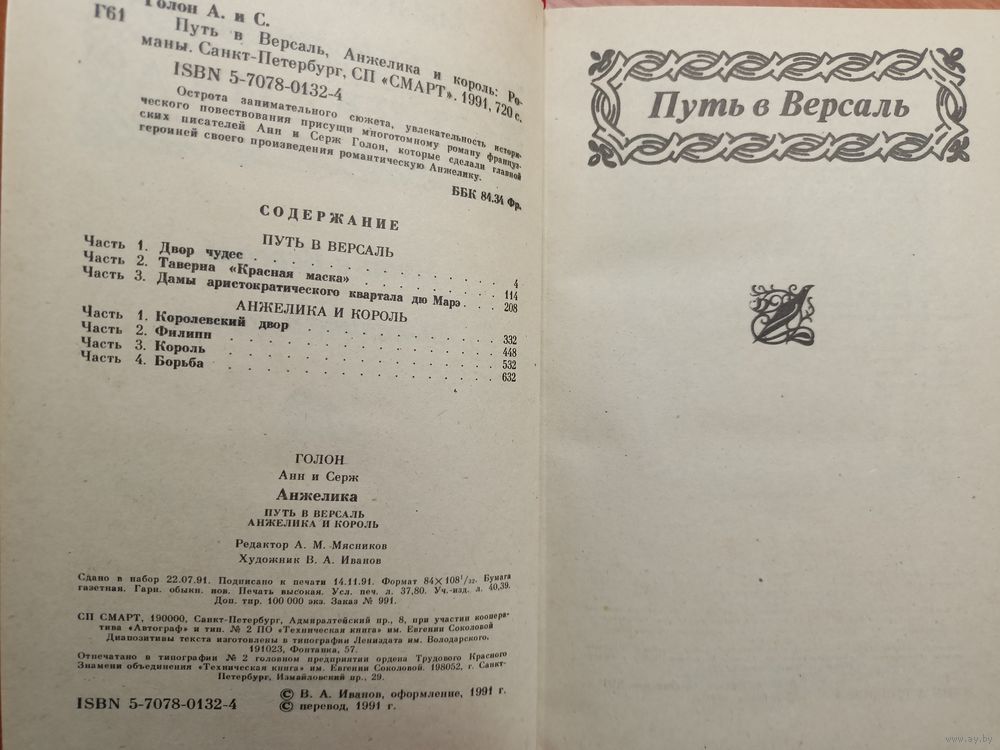 Голон А. и С.
Г61
Путь в Версаль, Анжелика и король: Ро-
маны. Санкт-Петербург, СП «СМАРТ». 1991, 720 с.
ISBN 5-7078-0132-4
Острота занимательного сюжета, увлекательность истори-
ческого повествования присущи многотомному роману француз-
ских писателей Анн и Серж Голон, которые сделали главной
героиней своего произведения романтическую Анжелику.
ББК 84.34 Фр.
СОДЕРЖАНИЕ
ПУТЬ В ВЕРСАЛЬ
Часть 1. Двор чудес . . . . . . . . . . . . 4
Часть 2. Таверна «Красная маска» . . . . . . . . 114
Часть 3. Дамы аристократического квартала дю Марэ . . . 208
АНЖЕЛИКА И КОРОЛЬ
Часть 1. Королевский двор . . . . . . . . . . 332
Часть 2. Филипп . . . . . . . . . . . . . 448
Часть 3. Король . . . . . . . . . . . . . 532
Часть 4. Борьба . . . . . . . . . . . . . 632
ГОЛОН
Анн и Серж
Анжелика
ПУТЬ В ВЕРСАЛЬ
АНЖЕЛИКА И КОРОЛЬ
Редактор А. М. Мясников
Художник В. А. Иванов
Сдано в набор 22.07.91. Подписано к печати 14.11.91. Формат 84×108¹/₃₂. Бумага
газетная. Гарн. обыкн. нов. Печать высокая. Усл. печ. л. 37,80. Уч.-изд. л. 40,39.
Доп. тир. 100 000 экз. Заказ № 991.
СП СМАРТ, 190000, Санкт-Петербург, Адмиралтейский пр., 8, при участии коопера-
тива «Автограф» и тип. № 2 ПО «Техническая книга» им. Евгении Соколовой
Диапозитивы текста изготовлены в типографии Лениздата им. Володарского.
191023, Фонтанка, 57.
Отпечатано в типографии № 2 головном предприятии ордена Трудового Красного
Знамени объединения «Техническая книга» им. Евгении Соколовой. 198052, г. Санкт-
Петербург, Измайловский пр., 29.
ISBN 5-7078-0132-4
© В. А. Иванов, оформление, 1991 г.
© перевод, 1991 г.
Путь в Версаль
www.ay.by